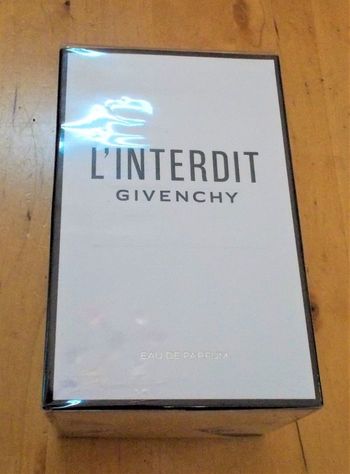 L'INTERDIT
GIVENCHY
EAU DE PARFUM